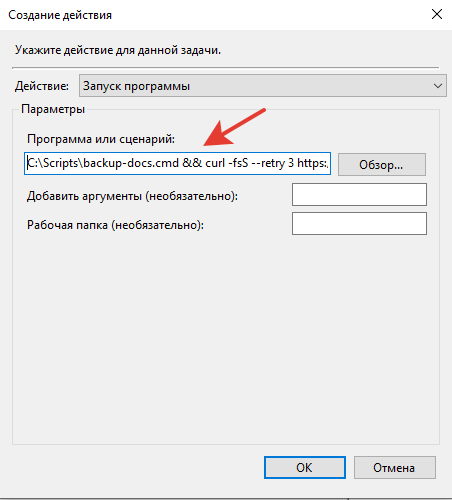 Создание действия
Укажите действие для данной задачи.
Действие: Запуск программы
Параметры
Программа или сценарий:
C:\Scripts\backup-docs.cmd && curl -fsS --retry 3 https: Обзор...
Добавить аргументы (необязательно):
Рабочая папка (необязательно):
ОК Отмена